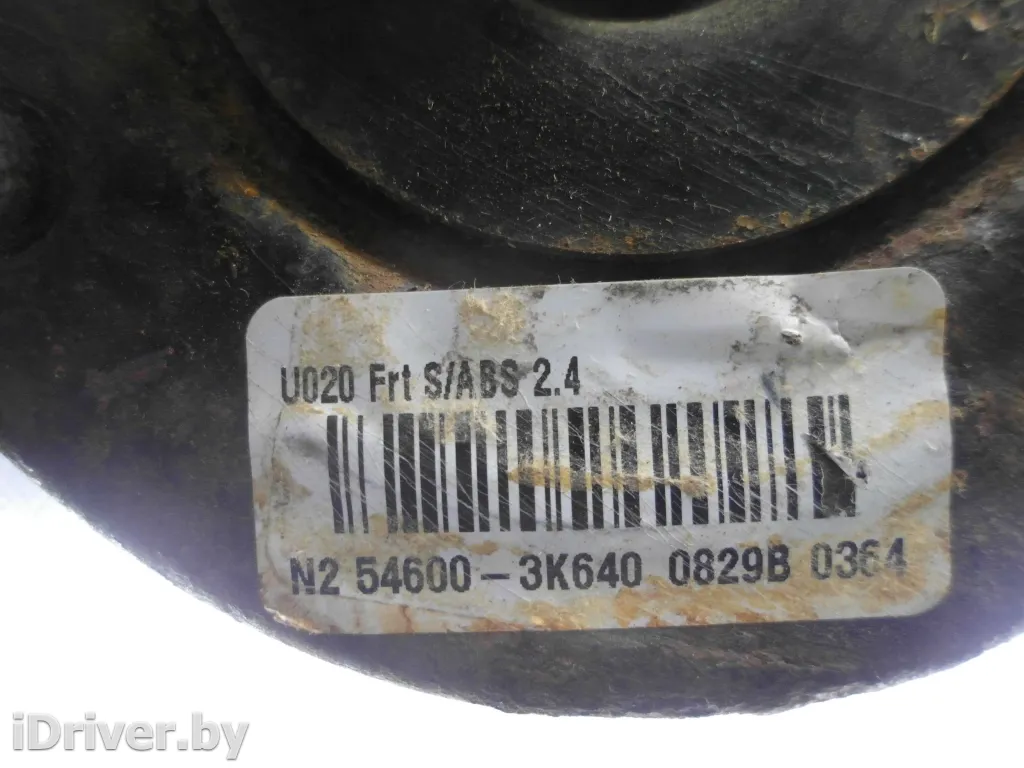 U020 Frt S/ABS 2.4
N2 54600-3K640 0829B 0364
iDriver.by